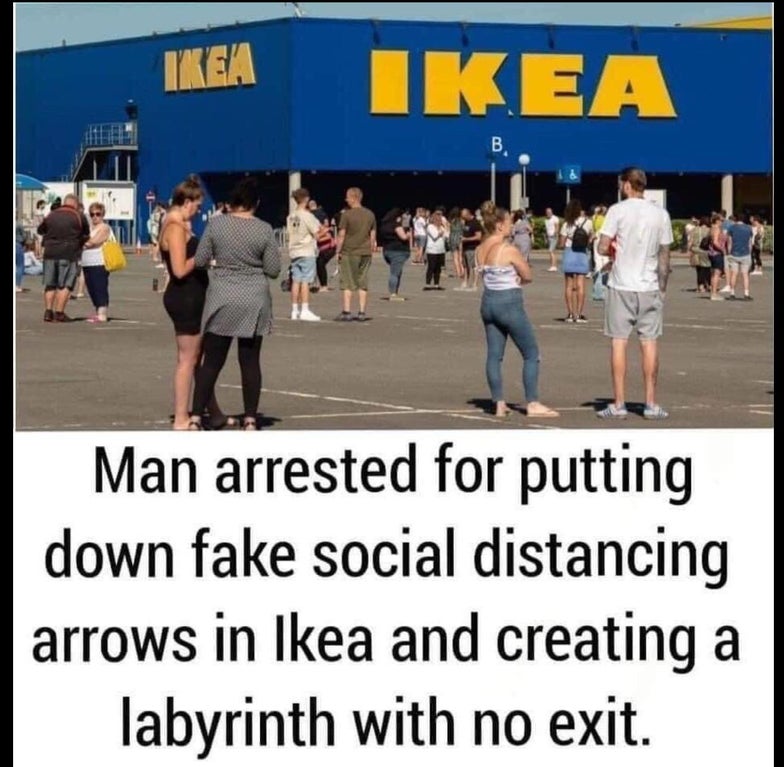 IKEA
IKEA
B.
Man arrested for putting
down fake social distancing
arrows in Ikea and creating a
labyrinth with no exit.